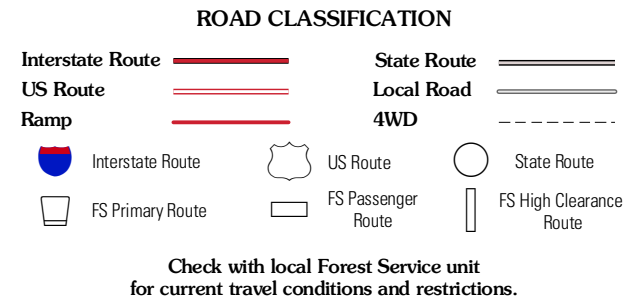 ROAD CLASSIFICATION
Interstate Route
State Route
US Route
Local Road
Ramp
4WD
Interstate Route
US Route
State Route
FS Primary Route
FS Passenger
Route
FS High Clearance
Route
Check with local Forest Service unit
for current travel conditions and restrictions.